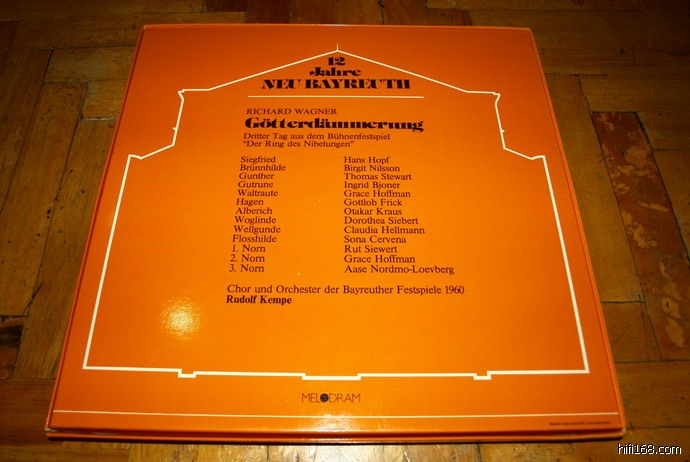 12
Jahre
NEU BAYREUTH
RICHARD WAGNER
Götterdämmerung
Dritter Tag aus dem Bühnenfestspiel
"Der Ring des Nibelungen"
Siegfried Hans Hopf
Brünnhilde Birgit Nilsson
Gunther Thomas Stewart
Gutrune Ingrid Bjoner
Waltraute Grace Hoffman
Hagen Gottlob Frick
Alberich Otakar Kraus
Woglinde Dorothea Siebert
Wellgunde Claudia Hellmann
Flosshilde Sona Cervena
1. Norn Rut Siewert
2. Norn Grace Hoffman
3. Norn Aase Nordmo-Loevberg
Chor und Orchester der Bayreuther Festspiele 1960
Rudolf Kempe
MELODRAM
hifi168.com